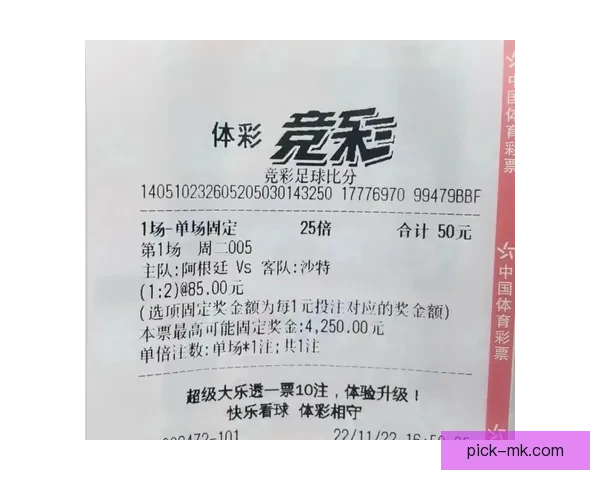 体彩 竞彩
竞彩足球比分
140510232605205030143250 17776970 99479BBF
1场-单场固定 25倍 合计 50元
第1场 周二005
主队:阿根廷 Vs 客队:沙特
(1:2)@85.00元
(选项固定奖金额为每1元投注对应的奖金额)
本票最高可能固定奖金:4,250.00元
单倍注数:单场*1注;共1注
超级大乐透一票10注，体验升级！
快乐看球 体彩相守
22/11/22
中国体育彩票
中国体育彩票
pick-mk.com